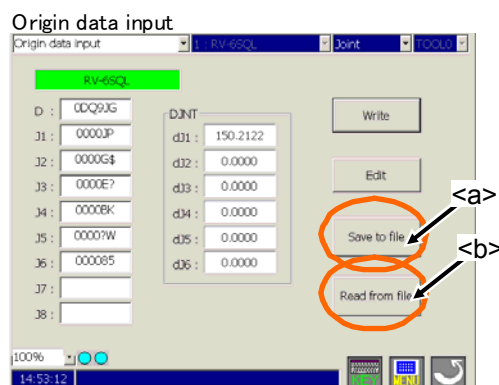 Origin data input
Origin data input 1 : RV-6SQL Joint TOOL0
RV-6SQL
D : 0DQ9JG
J1 : 0000JP
J2 : 0000G$
J3 : 0000E?
J4 : 0000BK
J5 : 0000?W
J6 : 000085
J7 :
J8 :
DJNT
dJ1 : 150.2122
dJ2 : 0.0000
dJ3 : 0.0000
dJ4 : 0.0000
dJ5 : 0.0000
dJ6 : 0.0000
Write
Edit
Save to file
Read from file
<a>
<b>
100%
14:53:12
KEY
MENU